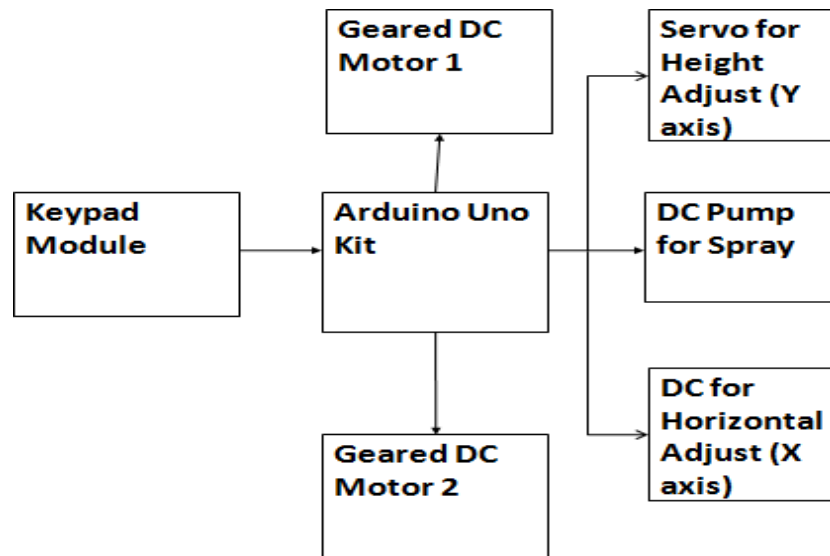 Geared DC
Motor 1
Servo for
Height
Adjust (Y
axis)
Keypad
Module
Arduino Uno
Kit
DC Pump
for Spray
Geared DC
Motor 2
DC for
Horizontal
Adjust (X
axis)